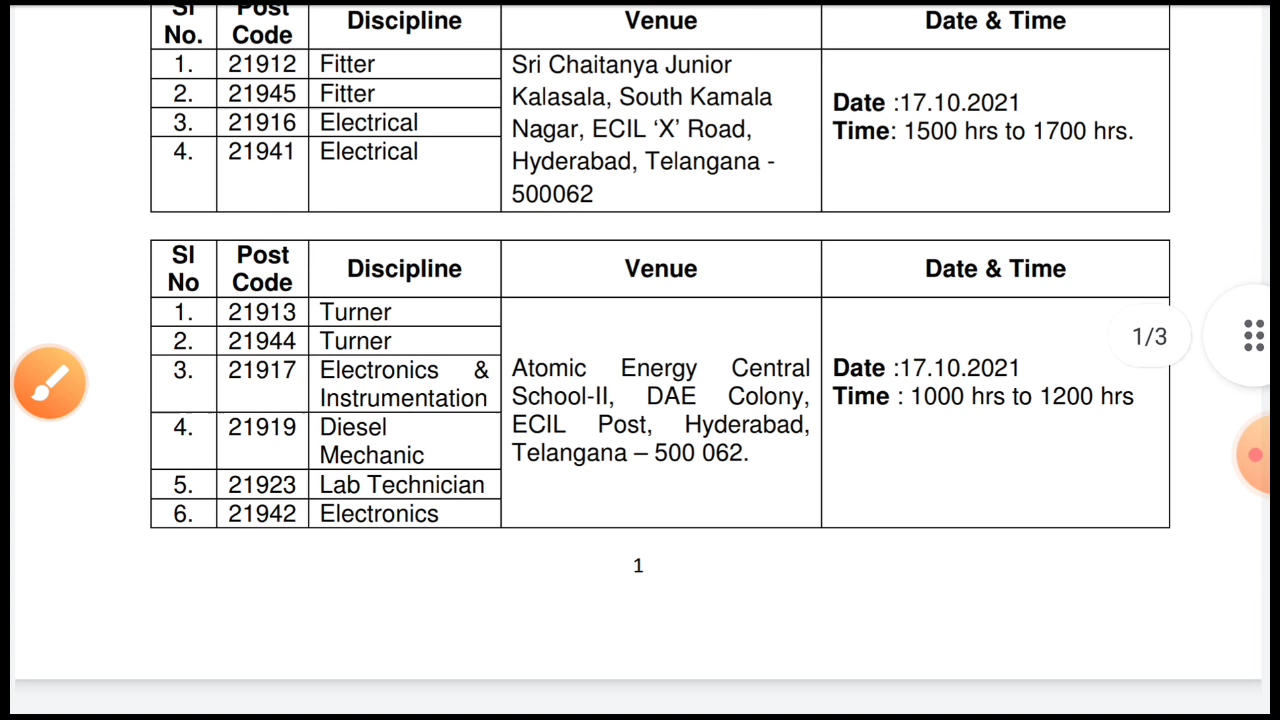 Sl Post
No. Code Discipline Venue Date & Time
1. 21912 Fitter
2. 21945 Fitter
3. 21916 Electrical
4. 21941 Electrical
Sri Chaitanya Junior
Kalasala, South Kamala
Nagar, ECIL ‘X’ Road,
Hyderabad, Telangana -
500062
Date :17.10.2021
Time: 1500 hrs to 1700 hrs.
Sl Post
No Code Discipline Venue Date & Time
1. 21913 Turner
2. 21944 Turner
3. 21917 Electronics &
Instrumentation
4. 21919 Diesel
Mechanic
5. 21923 Lab Technician
6. 21942 Electronics
Atomic Energy Central
School-II, DAE Colony,
ECIL Post, Hyderabad,
Telangana – 500 062.
Date :17.10.2021
Time : 1000 hrs to 1200 hrs
1/3
1